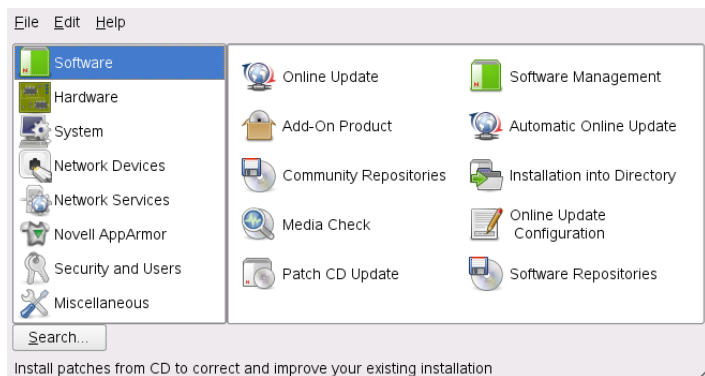 File Edit Help
Software
Hardware
System
Network Devices
Network Services
Novell AppArmor
Security and Users
Miscellaneous
Online Update
Software Management
Add-On Product
Automatic Online Update
Community Repositories
Installation into Directory
Media Check
Online Update
Configuration
Patch CD Update
Software Repositories
Search...
Install patches from CD to correct and improve your existing installation